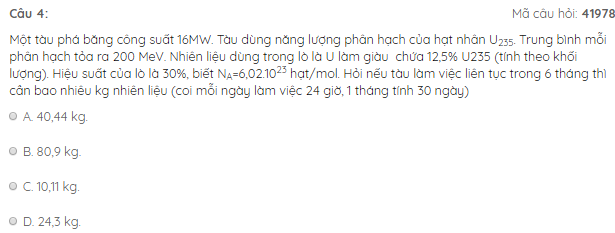 Câu 4: Mã câu hỏi: 41978
Một tàu phá băng công suất 16MW. Tàu dùng năng lượng phân hạch của hạt nhân U₂₃₅. Trung bình mỗi
phân hạch tỏa ra 200 MeV. Nhiên liệu dùng trong lò là U làm giàu chứa 12,5% U235 (tính theo khối
lượng). Hiệu suất của lò là 30%, biết Nᴀ=6,02.10²³ hạt/mol. Hỏi nếu tàu làm việc liên tục trong 6 tháng thì
cần bao nhiêu kg nhiên liệu (coi mỗi ngày làm việc 24 giờ, 1 tháng tính 30 ngày)
A. 40,44 kg.
B. 80,9 kg.
C. 10,11 kg.
D. 24,3 kg.